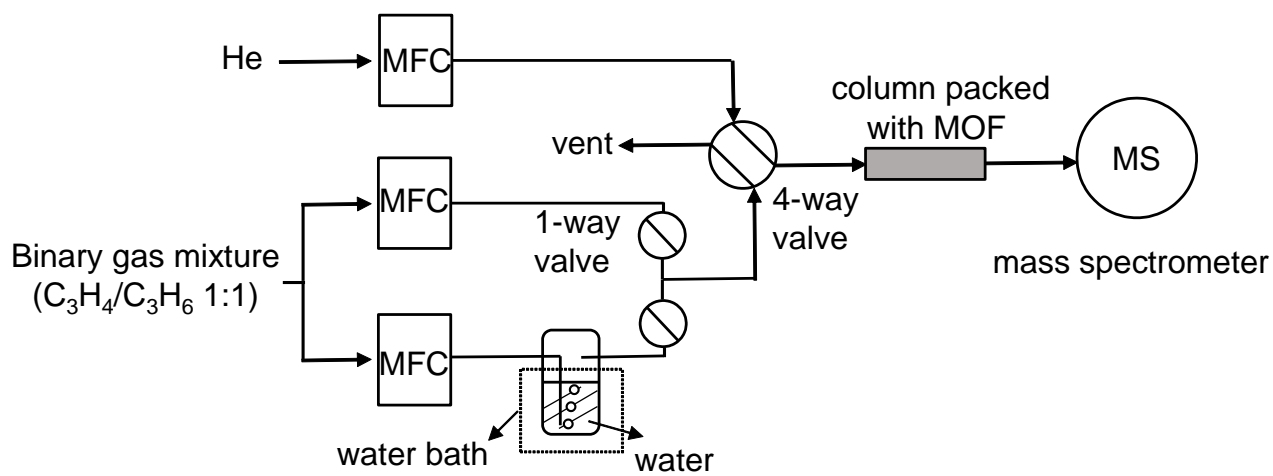 He
MFC
column packed
with MOF
vent
MS
MFC
1-way
valve
4-way
valve
Binary gas mixture
(C₃H₄/C₃H₆ 1:1)
mass spectrometer
MFC
water bath
water